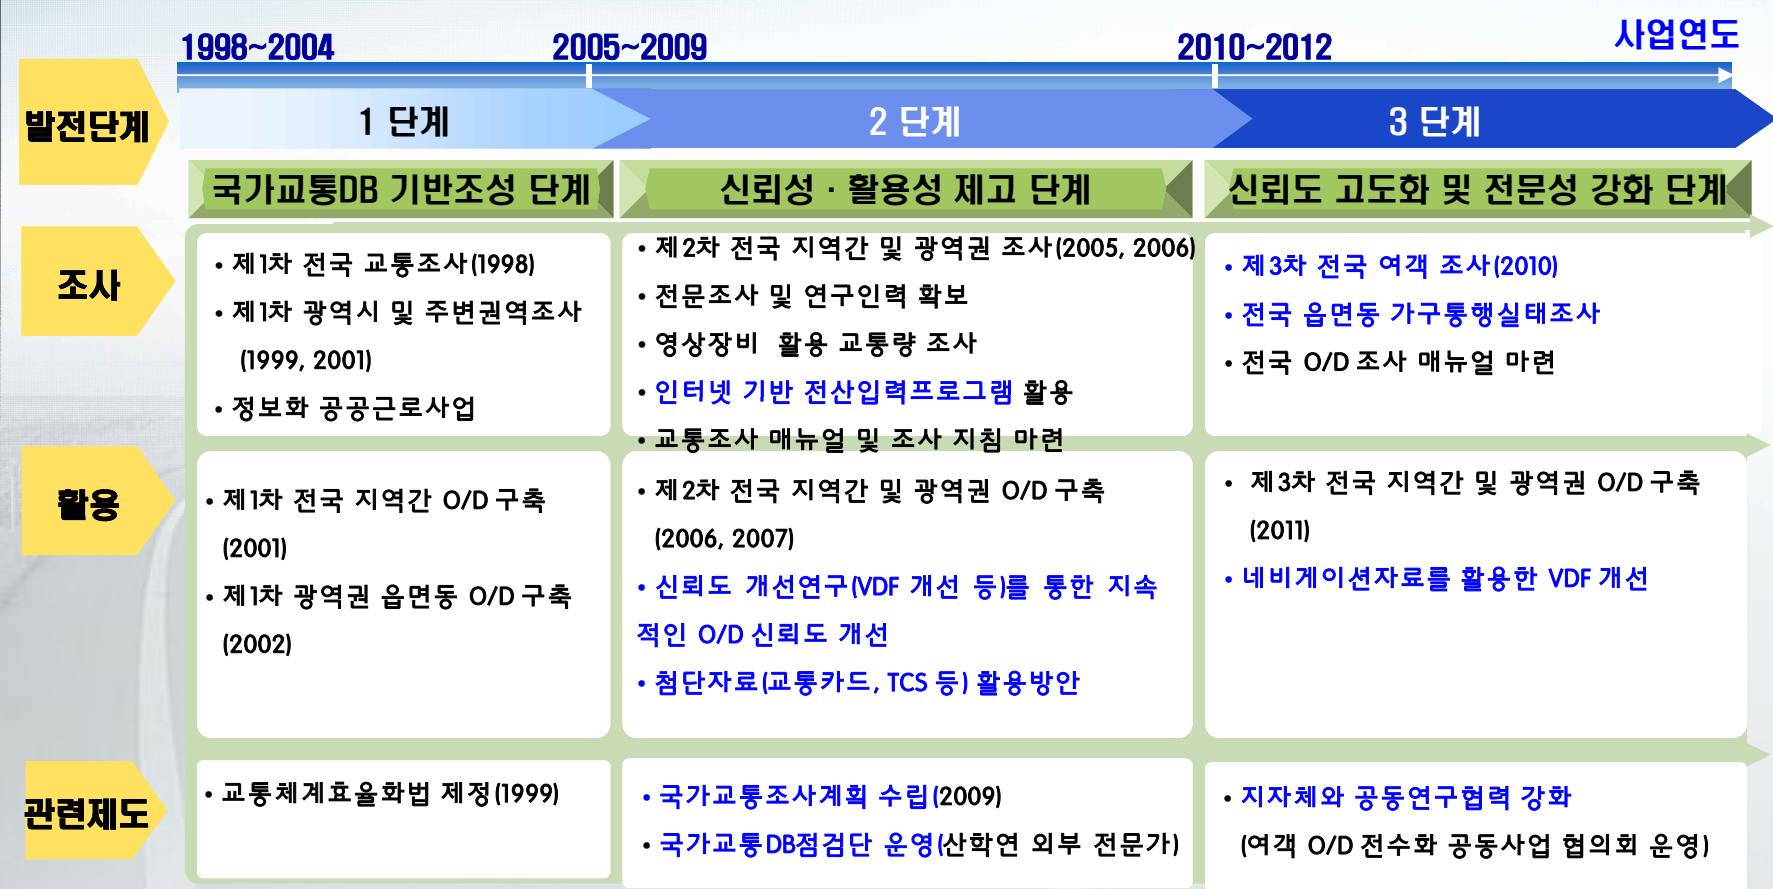 1998~2004
2005~2009
2010~2012
사업연도
발전단계
1 단계
2 단계
3 단계
국가교통DB 기반조성 단계
신뢰성 · 활용성 제고 단계
신뢰도 고도화 및 전문성 강화 단계
조사
• 제1차 전국 교통조사(1998)
• 제1차 광역시 및 주변권역조사
(1999, 2001)
• 정보화 공공근로사업
• 제2차 전국 지역간 및 광역권 조사(2005, 2006)
• 전문조사 및 연구인력 확보
• 영상장비 활용 교통량 조사
• 인터넷 기반 전산입력프로그램 활용
• 교통조사 매뉴얼 및 조사 지침 마련
• 제3차 전국 여객 조사(2010)
• 전국 읍면동 가구통행실태조사
• 전국 O/D 조사 매뉴얼 마련
활용
• 제1차 전국 지역간 O/D 구축
(2001)
• 제1차 광역권 읍면동 O/D 구축
(2002)
• 제2차 전국 지역간 및 광역권 O/D 구축
(2006, 2007)
• 신뢰도 개선연구(VDF 개선 등)를 통한 지속
적인 O/D 신뢰도 개선
• 첨단자료(교통카드, TCS 등) 활용방안
• 제3차 전국 지역간 및 광역권 O/D 구축
(2011)
• 네비게이션자료를 활용한 VDF 개선
관련제도
• 교통체계효율화법 제정(1999)
• 국가교통조사계획 수립(2009)
• 국가교통DB점검단 운영(산학연 외부 전문가)
• 지자체와 공동연구협력 강화
(여객 O/D 전수화 공동사업 협의회 운영)